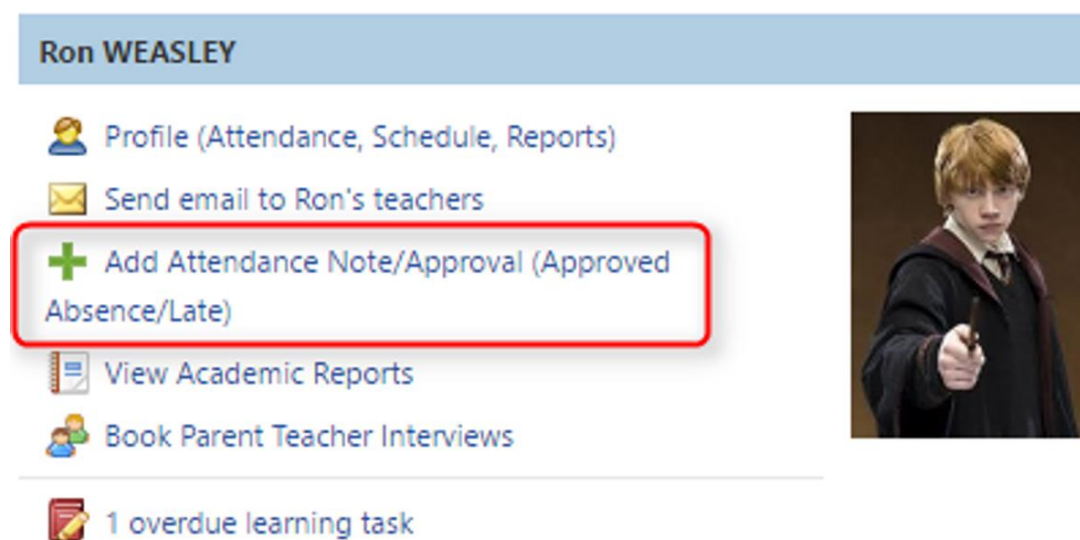 Ron WEASLEY
Profile (Attendance, Schedule, Reports)
Send email to Ron's teachers
Add Attendance Note/Approval (Approved
Absence/Late)
View Academic Reports
Book Parent Teacher Interviews
1 overdue learning task